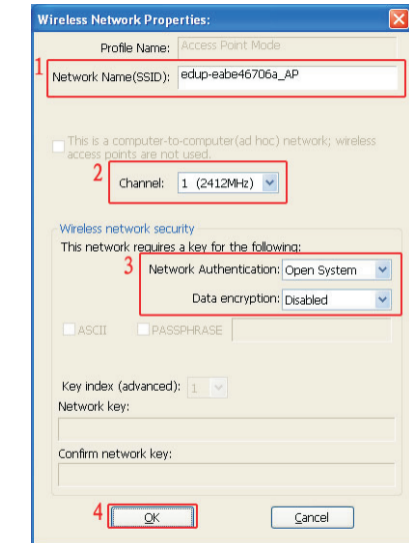 Wireless Network Properties:
Profile Name: Access Point Mode
1 Network Name(SSID): edup-eabe46706a_AP
This is a computer-to-computer(ad hoc) network; wireless
access points are not used.
2 Channel: 1 (2412MHz)
Wireless network security
This network requires a key for the following:
3 Network Authentication: Open System
Data encryption: Disabled
ASCII PASSPHRASE
Key index (advanced): 1
Network key:
Confirm network key:
4 OK Cancel